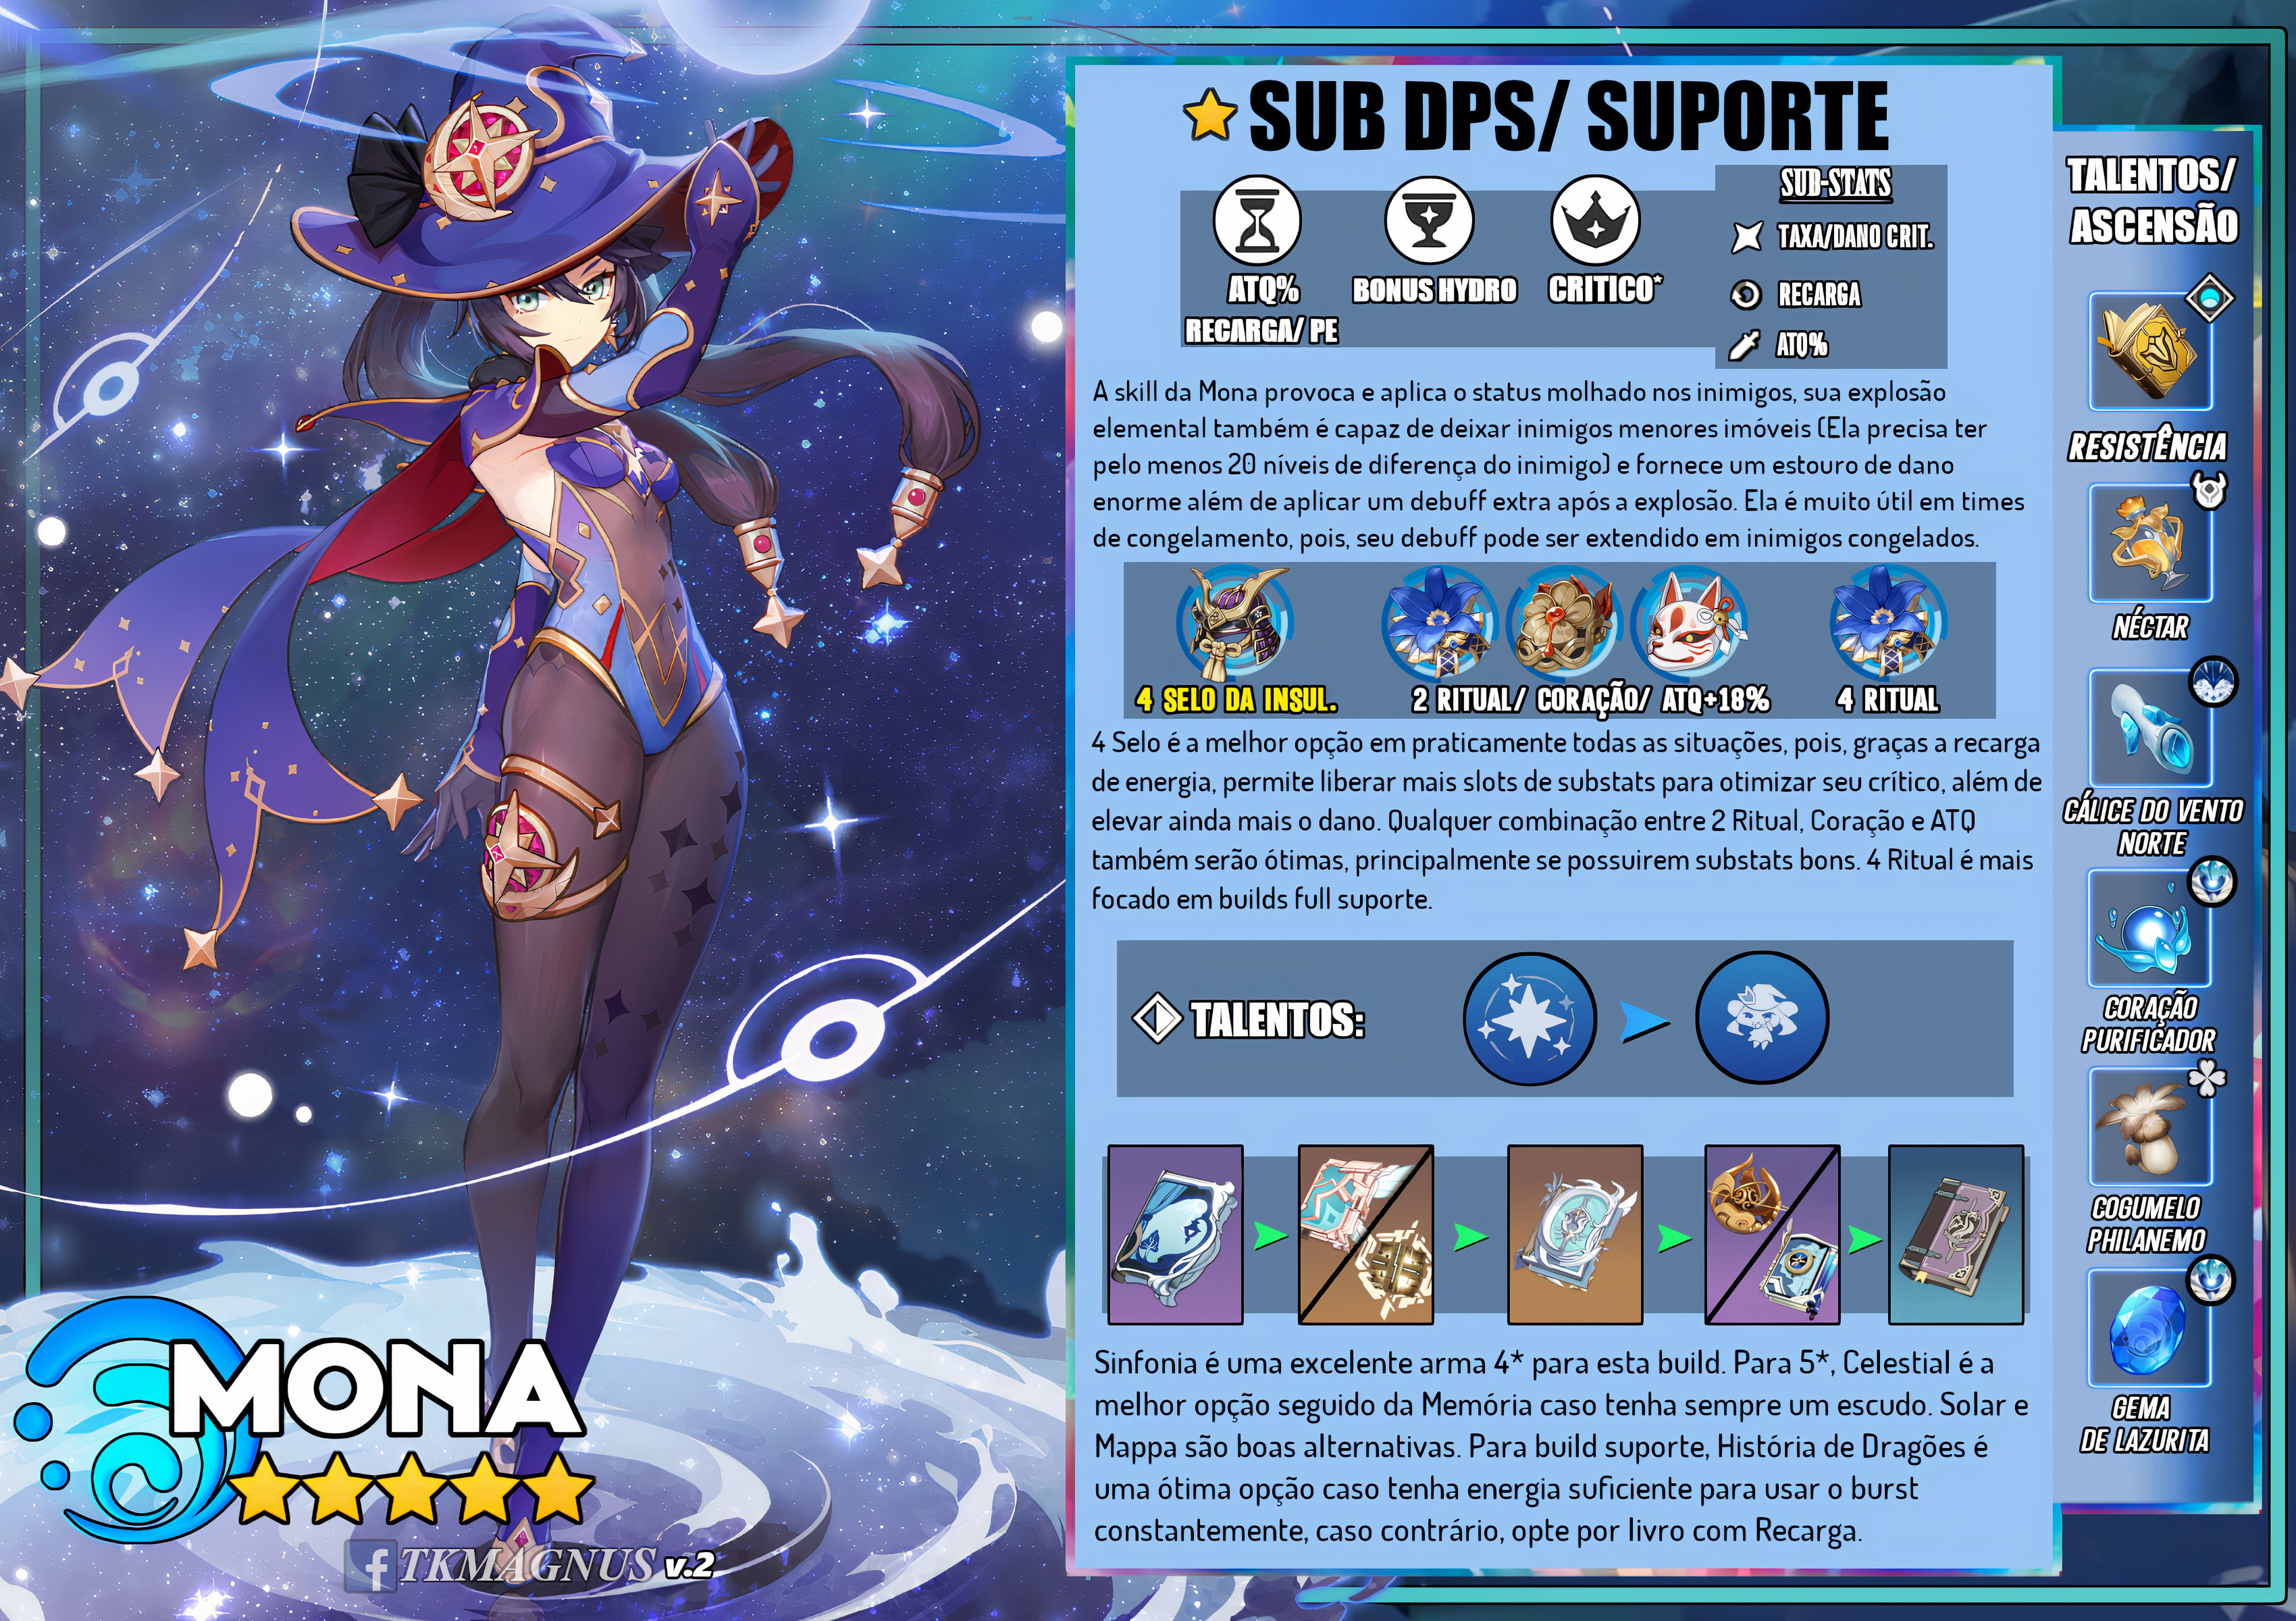 SUB DPS/ SUPORTE
ATQ%
RECARGA/ PE
BONUS HYDRO
CRITICO*
SUB-STATS
TAXA/DANO CRIT.
RECARGA
ATQ%
A skill da Mona provoca e aplica o status molhado nos inimigos, sua explosão
elemental também é capaz de deixar inimigos menores imóveis (Ela precisa ter
pelo menos 20 níveis de diferença do inimigo) e fornece um estouro de dano
enorme além de aplicar um debuff extra após a explosão. Ela é muito útil em times
de congelamento, pois, seu debuff pode ser extendido em inimigos congelados.
4 SELO DA INSUL.
2 RITUAL/ CORAÇÃO/ ATQ+18%
4 RITUAL
4 Selo é a melhor opção em praticamente todas as situações, pois, graças a recarga
de energia, permite liberar mais slots de substats para otimizar seu crítico, além de
elevar ainda mais o dano. Qualquer combinação entre 2 Ritual, Coração e ATQ
também serão ótimas, principalmente se possuirem substats bons. 4 Ritual é mais
focado em builds full suporte.
TALENTOS:
Sinfonia é uma excelente arma 4* para esta build. Para 5*, Celestial é a
melhor opção seguido da Memória caso tenha sempre um escudo. Solar e
Mappa são boas alternativas. Para build suporte, História de Dragões é
uma ótima opção caso tenha energia suficiente para usar o burst
constantemente, caso contrário, opte por livro com Recarga.
TALENTOS/
ASCENSÃO
RESISTÊNCIA
NÉCTAR
CÁLICE DO VENTO
NORTE
CORAÇÃO
PURIFICADOR
COGUMELO
PHILANEMO
GEMA
DE LAZURITA
MONA
f TKMAGNUS v.2